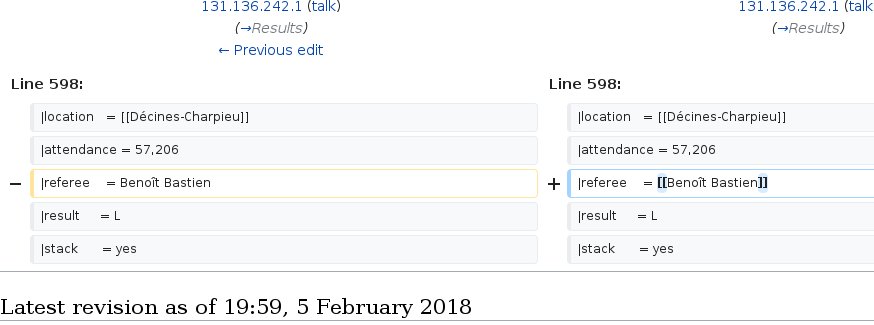 131.136.242.1 (talk)
(→Results)
← Previous edit
131.136.242.1 (talk
(→Results)
Line 598:
|location = [[Décines-Charpieu]]
|attendance = 57,206
− |referee = Benoît Bastien
|result = L
|stack = yes
Line 598:
|location = [[Décines-Charpieu]]
|attendance = 57,206
+ |referee = [[Benoît Bastien]]
|result = L
|stack = yes
Latest revision as of 19:59, 5 February 2018